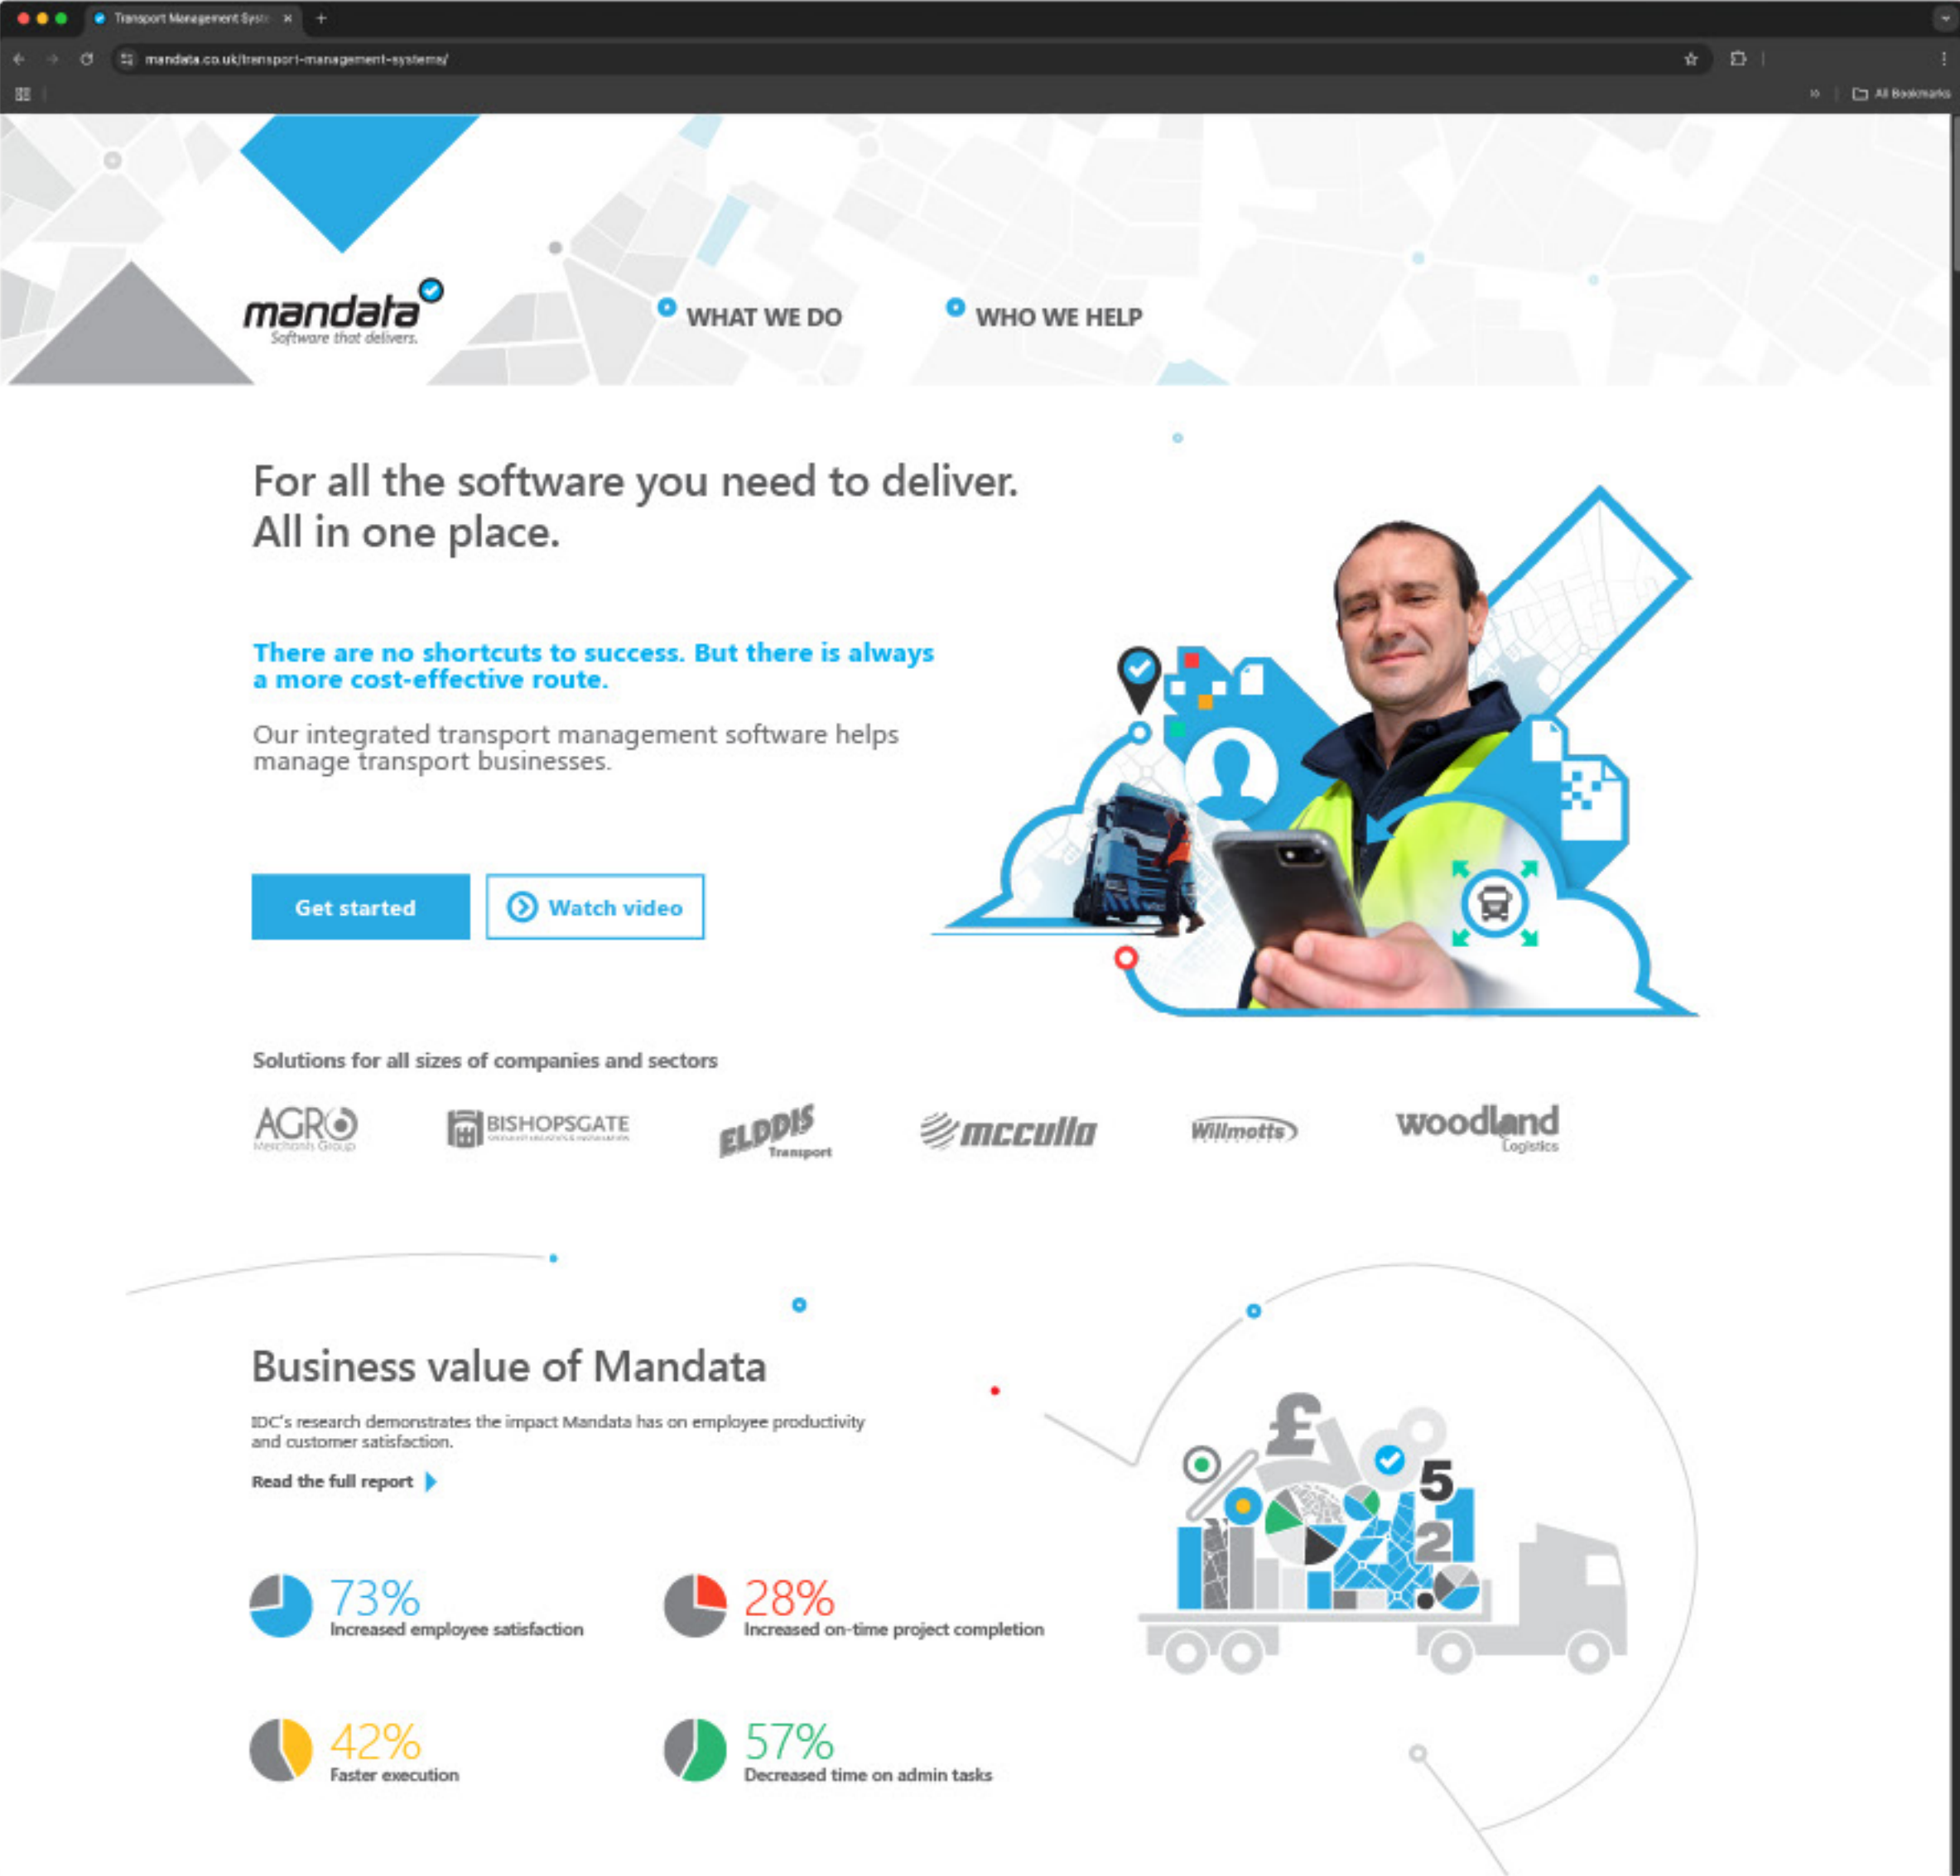 Transport Management Syste
mandata.co.uk/transport-management-systems/
All Bookmarks
mandata
Software that delivers.
WHAT WE DO
WHO WE HELP
For all the software you need to deliver.
All in one place.
There are no shortcuts to success. But there is always
a more cost-effective route.
Our integrated transport management software helps
manage transport businesses.
Get started
Watch video
Solutions for all sizes of companies and sectors
AGRO
Merchants Group
BISHOPSGATE
ELDDIS
Transport
mcculla
Willmotts
woodland
Logistics
Business value of Mandata
IDC's research demonstrates the impact Mandata has on employee productivity
and customer satisfaction.
Read the full report
£
%
5
4
1
2
73%
Increased employee satisfaction
28%
Increased on-time project completion
42%
Faster execution
57%
Decreased time on admin tasks